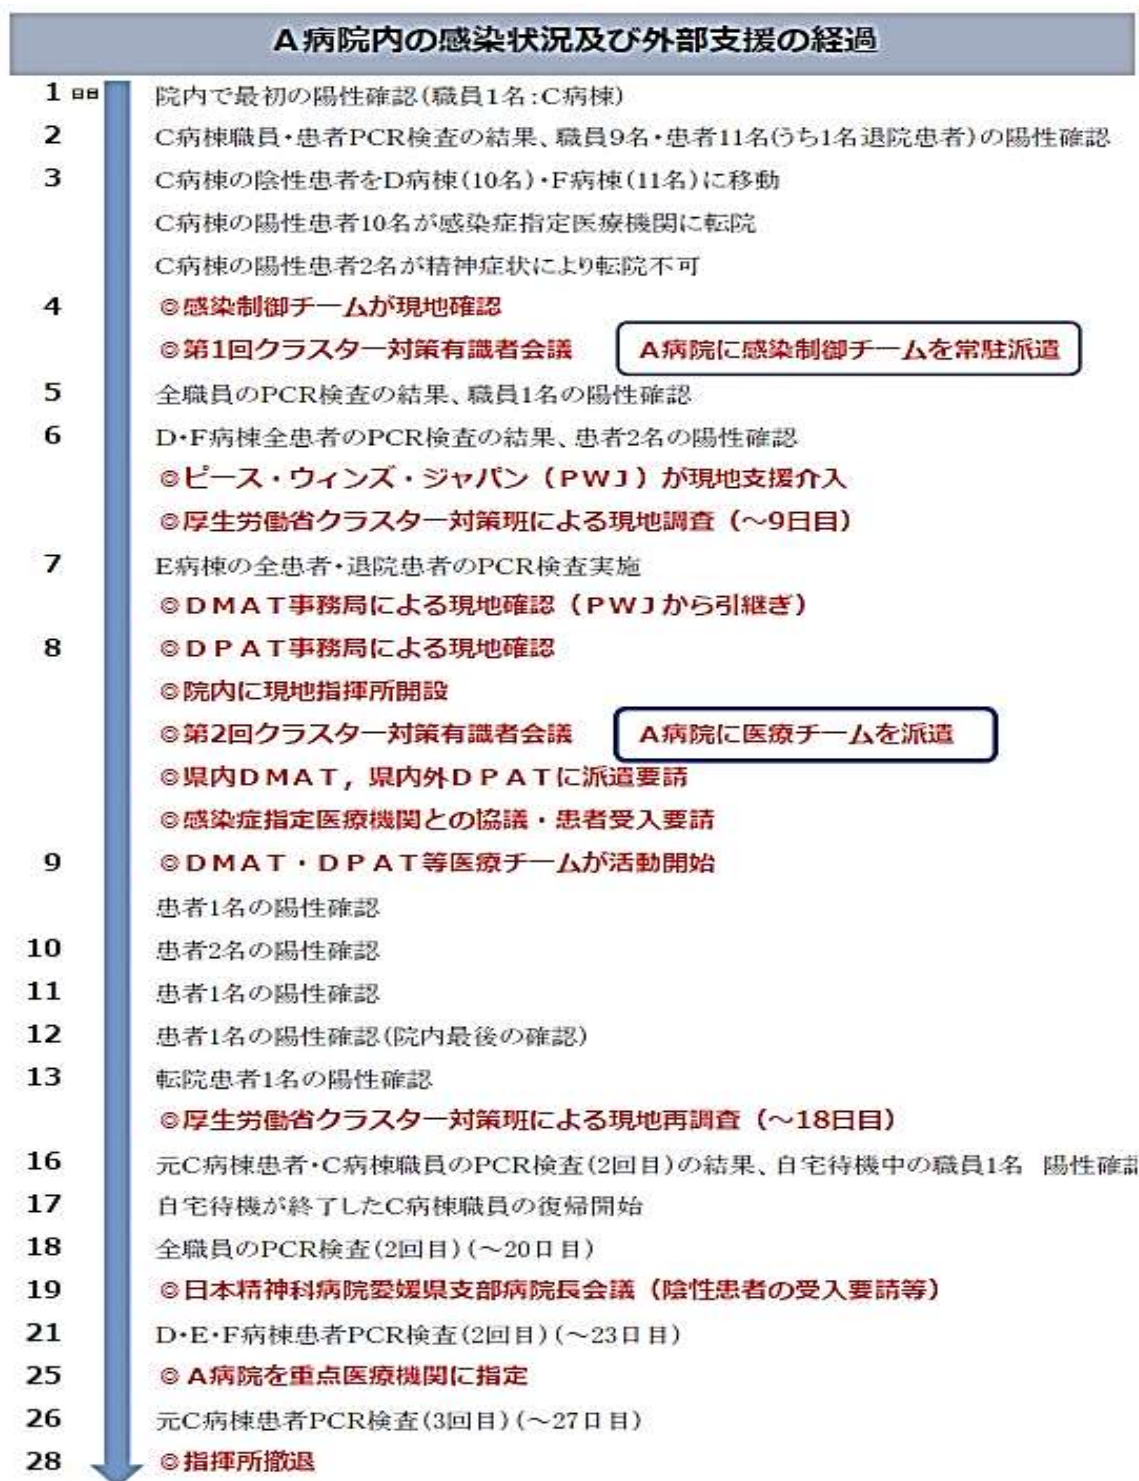 A病院内の感染状況及び外部支援の経過
1 日目 院内で最初の陽性確認(職員1名:C病棟)
2 C病棟職員・患者PCR検査の結果、職員9名・患者11名(うち1名退院患者)の陽性確認
3 C病棟の陰性患者をD病棟(10名)・F病棟(11名)に移動
C病棟の陽性患者10名が感染症指定医療機関に転院
C病棟の陽性患者2名が精神症状により転院不可
4 ◎感染制御チームが現地確認
◎第1回クラスター対策有識者会議 A病院に感染制御チームを常駐派遣
5 全職員のPCR検査の結果、職員1名の陽性確認
6 D・F病棟全患者のPCR検査の結果、患者2名の陽性確認
◎ピース・ウィンズ・ジャパン(PWJ)が現地支援介入
◎厚生労働省クラスター対策班による現地調査(～9日目)
7 E病棟の全患者・退院患者のPCR検査実施
◎DMAT事務局による現地確認(PWJから引継ぎ)
8 ◎DPAT事務局による現地確認
◎院内に現地指揮所開設
◎第2回クラスター対策有識者会議 A病院に医療チームを派遣
◎県内DMAT,県内外DPATに派遣要請
◎感染症指定医療機関との協議・患者受入要請
9 ◎DMAT・DPAT等医療チームが活動開始
患者1名の陽性確認
10 患者2名の陽性確認
11 患者1名の陽性確認
12 患者1名の陽性確認(院内最後の確認)
13 転院患者1名の陽性確認
◎厚生労働省クラスター対策班による現地再調査(～18日目)
16 元C病棟患者・C病棟職員のPCR検査(2回目)の結果、自宅待機中の職員1名 陽性確認
17 自宅待機が終了したC病棟職員の復帰開始
18 全職員のPCR検査(2回目)(～20日目)
19 ◎日本精神科病院愛媛県支部病院長会議(陰性患者の受入要請等)
21 D・E・F病棟患者PCR検査(2回目)(～23日目)
25 ◎A病院を重点医療機関に指定
26 元C病棟患者PCR検査(3回目)(～27日目)
28 ◎指揮所撤退